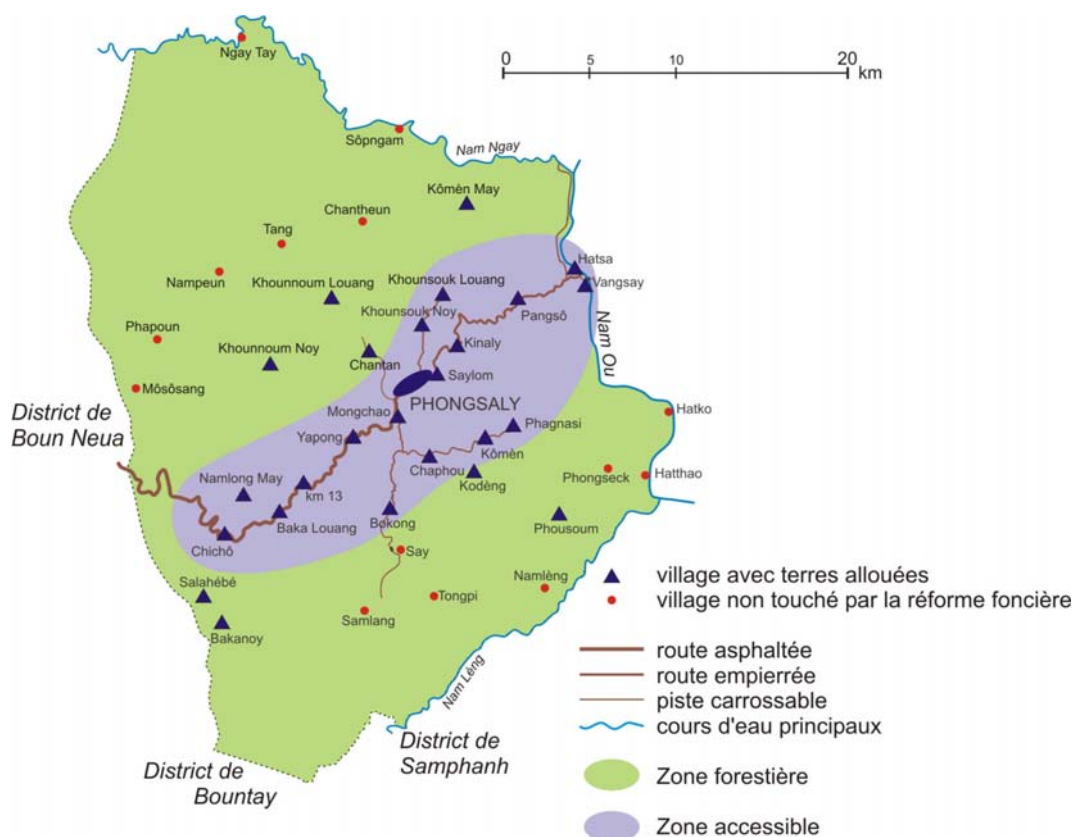 Ngay Tay
0
5
10
20
km
Sôpngam
Nam Ngay
Kômèn May
Chantheun
Tang
Hatsa
Nampeun
Khounnoum Louang
Khounsouk Louang
Vangsay
Pangsô
Khounsouk Noy
Nam Ou
Phapoun
Khounnoum Noy
Kinaly
Chantan
Saylom
Môsôsang
PHONGSALY
District de
Boun Neua
Mongchao
Hatko
Yapong
Phagnasi
Kômèn
Chaphou
Namlong May
km 13
Kodèng
Phongseck
Hatthao
Baka Louang
Bokong
Phousoum
Chichô
Say
Salahébé
Namlèng
Tongpi
Samlang
Bakanoy
Nam Lèng
District de
Samphanh
District de
Bountay
village avec terres allouées
village non touché par la réforme foncière
route asphaltée
route empierrée
piste carrossable
cours d'eau principaux
Zone forestière
Zone accessible